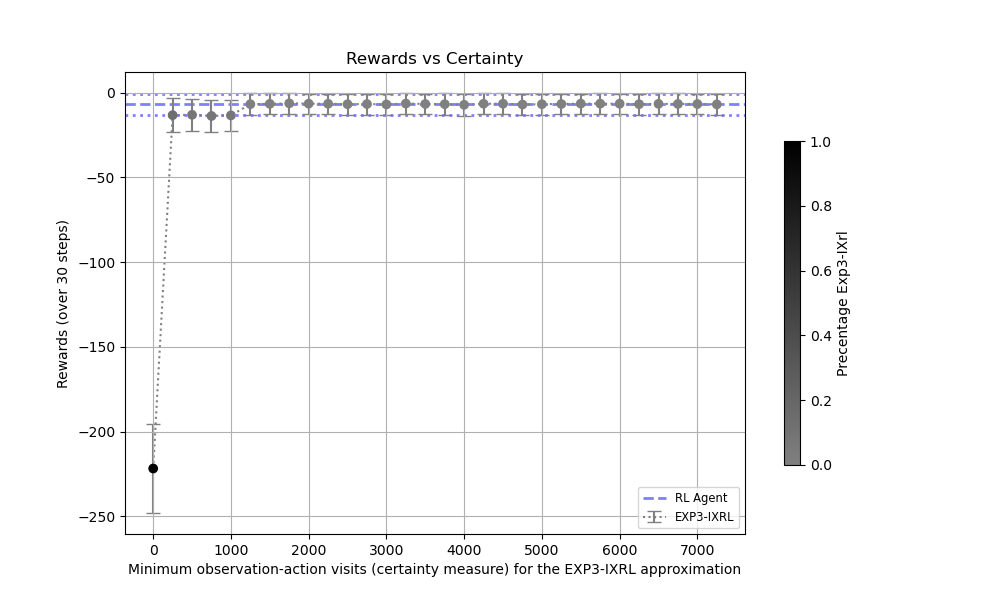 Rewards vs Certainty
0
−50
−100
−150
−200
−250
Rewards (over 30 steps)
0 1000 2000 3000 4000 5000 6000 7000
Minimum observation-action visits (certainty measure) for the EXP3-IXRL approximation
RL Agent
EXP3-IXRL
1.0
0.8
0.6
0.4
0.2
0.0
Precentage Exp3-IXrl